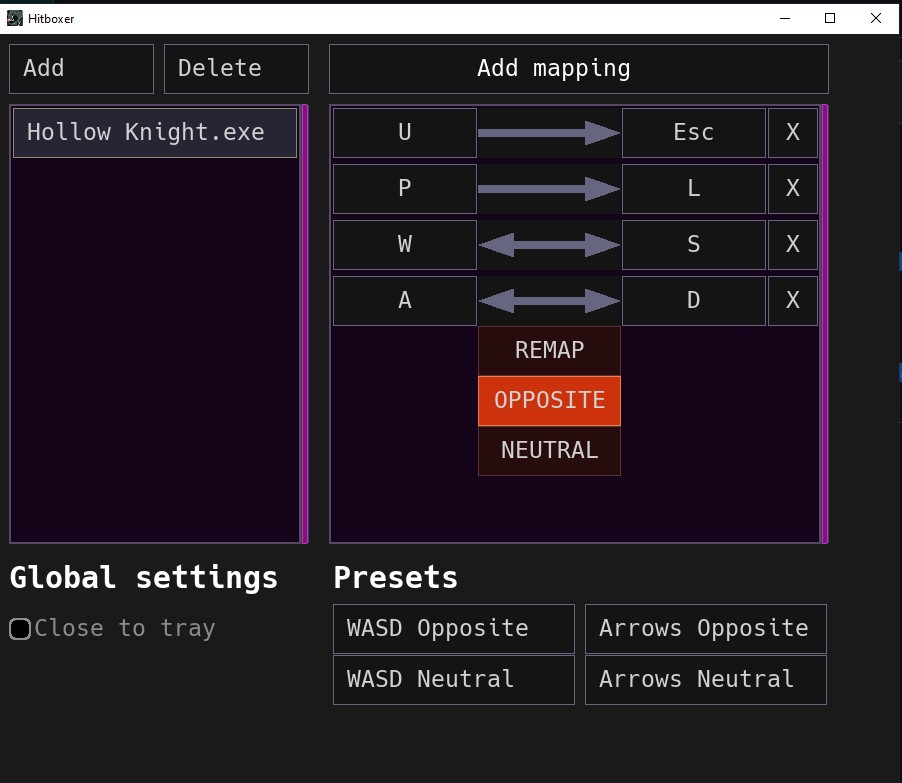 Hitboxer
Add
Delete
Add mapping
Hollow Knight.exe
U
Esc
X
P
L
X
W
S
X
A
D
X
REMAP
OPPOSITE
NEUTRAL
Global settings
Close to tray
Presets
WASD Opposite
Arrows Opposite
WASD Neutral
Arrows Neutral